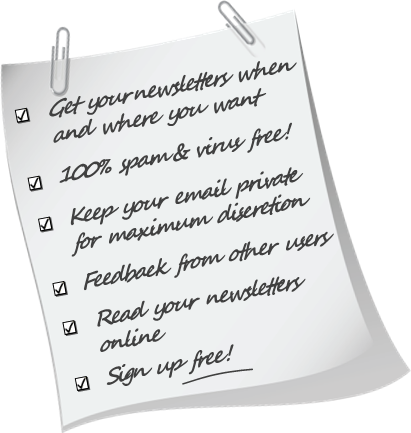 Get your newsletters when
and where you want
100% spam & virus free!
Keep your email private
for maximum discretion
Feedback from other users
Read your newsletters
online
Sign up free!